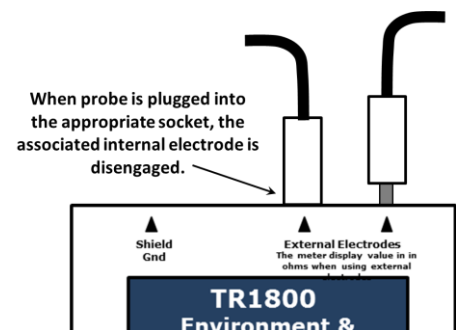 When probe is plugged into
the appropriate socket, the
associated internal electrode is
disengaged.
Shield
Gnd
External Electrodes
The meter display value in in
ohms when using external
electrodes
TR1800
Environment &